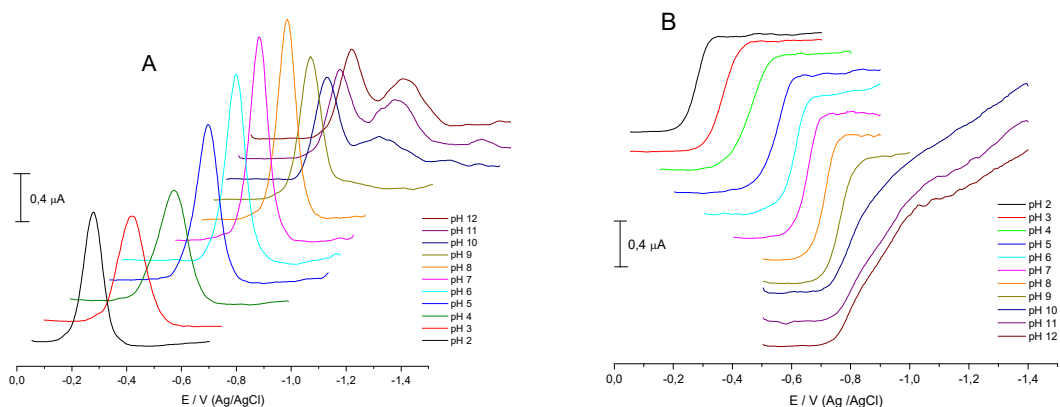 A
0,4 µA
pH 12
pH 11
pH 10
pH 9
pH 8
pH 7
pH 6
pH 5
pH 4
pH 3
pH 2
0,0 -0,2 -0,4 -0,6 -0,8 -1,0 -1,2 -1,4
E / V (Ag/AgCl)
B
0,4 µA
pH 2
pH 3
pH 4
pH 5
pH 6
pH 7
pH 8
pH 9
pH 10
pH 11
pH 12
0,0 -0,2 -0,4 -0,6 -0,8 -1,0 -1,2 -1,4
E / V (Ag /AgCl)